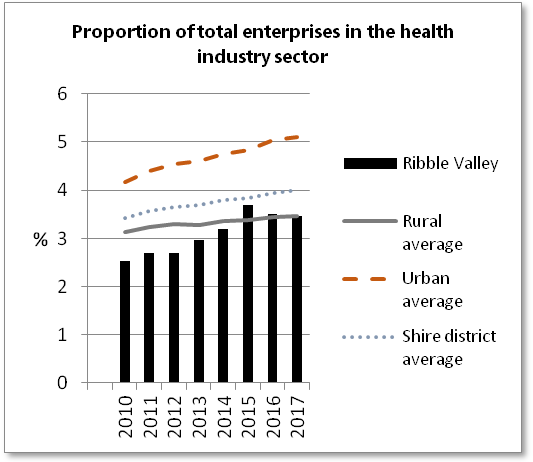 Proportion of total enterprises in the health
industry sector
6
5
4
3
2
1
0
%
2010
2011
2012
2013
2014
2015
2016
2017
Ribble Valley
Rural
average
Urban
average
Shire district
average